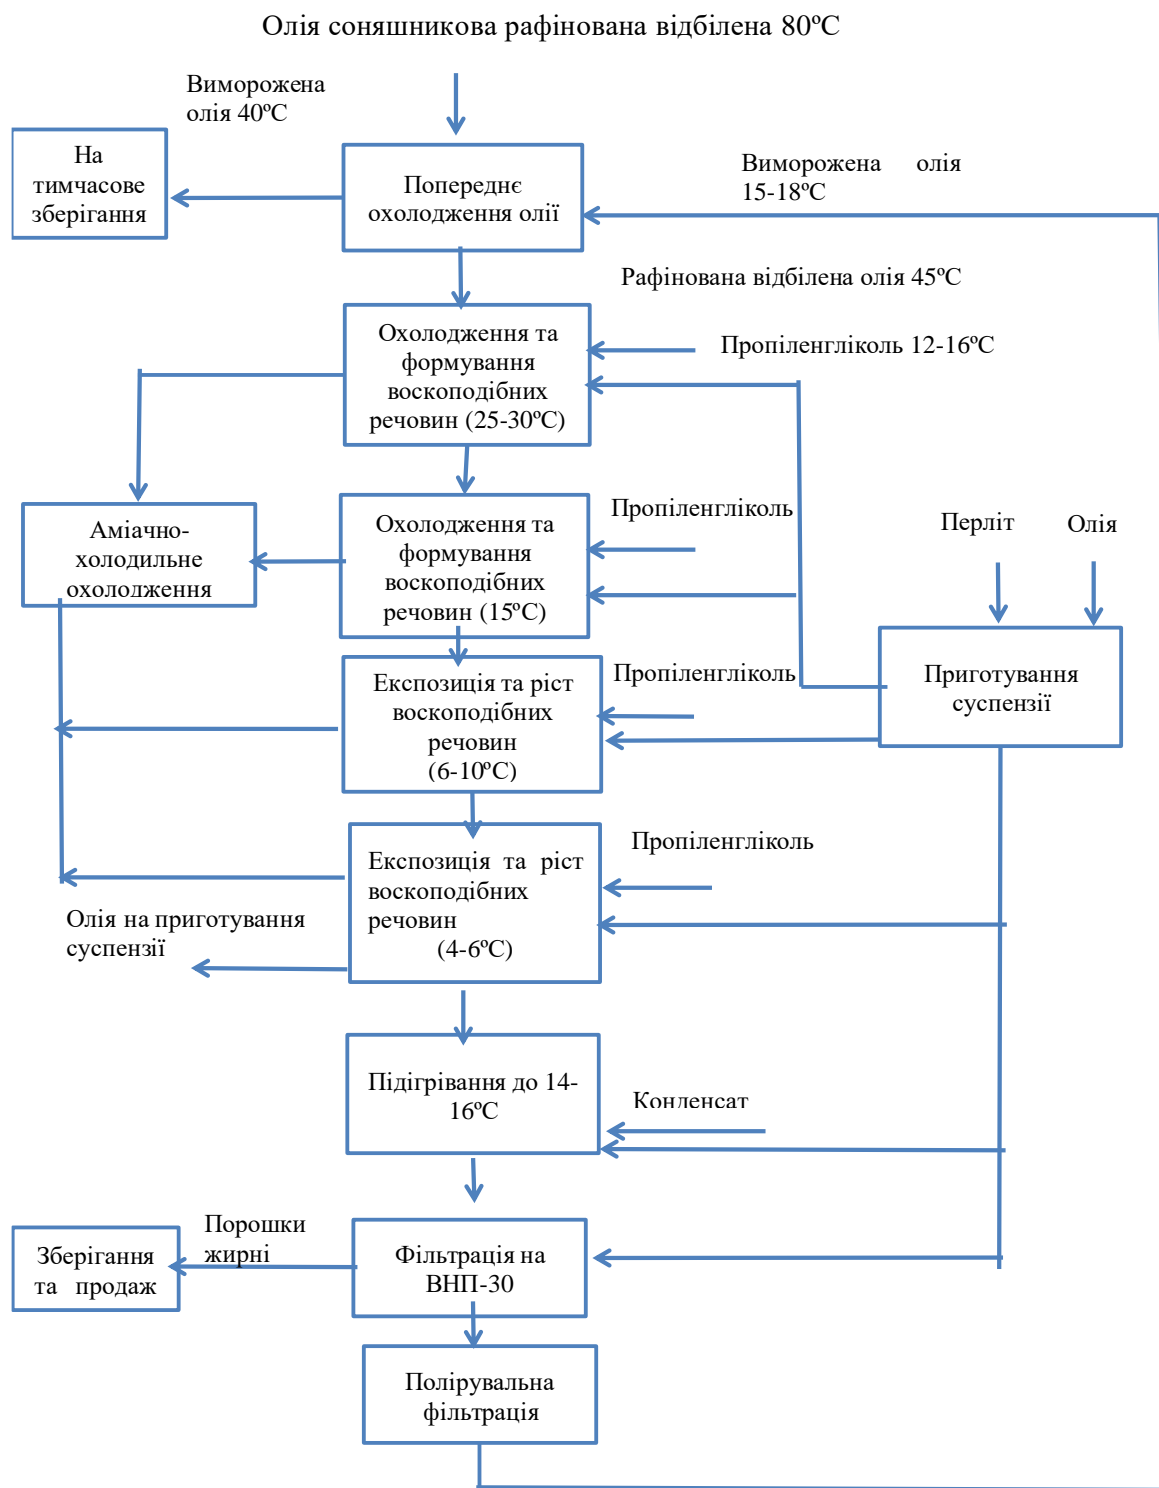 Олія соняшникова рафінована відбілена 80ºС
Виморожена
олія 40ºС
На
тимчасове
зберігання
Попереднє
охолодження олії
Виморожена олія
15-18ºС
Рафінована відбілена олія 45ºС
Охолодження та
формування
воскоподібних
речовин (25-30ºС)
Пропіленгліколь 12-16ºС
Аміачно-
холодильне
охолодження
Охолодження та
формування
воскоподібних
речовин (15ºС)
Пропіленгліколь
Перліт
Олія
Приготування
суспензії
Експозиція та ріст
воскоподібних
речовин
(6-10ºС)
Пропіленгліколь
Експозиція та ріст
воскоподібних
речовин
(4-6ºС)
Пропіленгліколь
Олія на приготування
суспензії
Підігрівання до 14-
16ºС
Конденсат
Зберігання
та продаж
Порошки
жирні
Фільтрація на
ВНП-30
Полірувальна
фільтрація